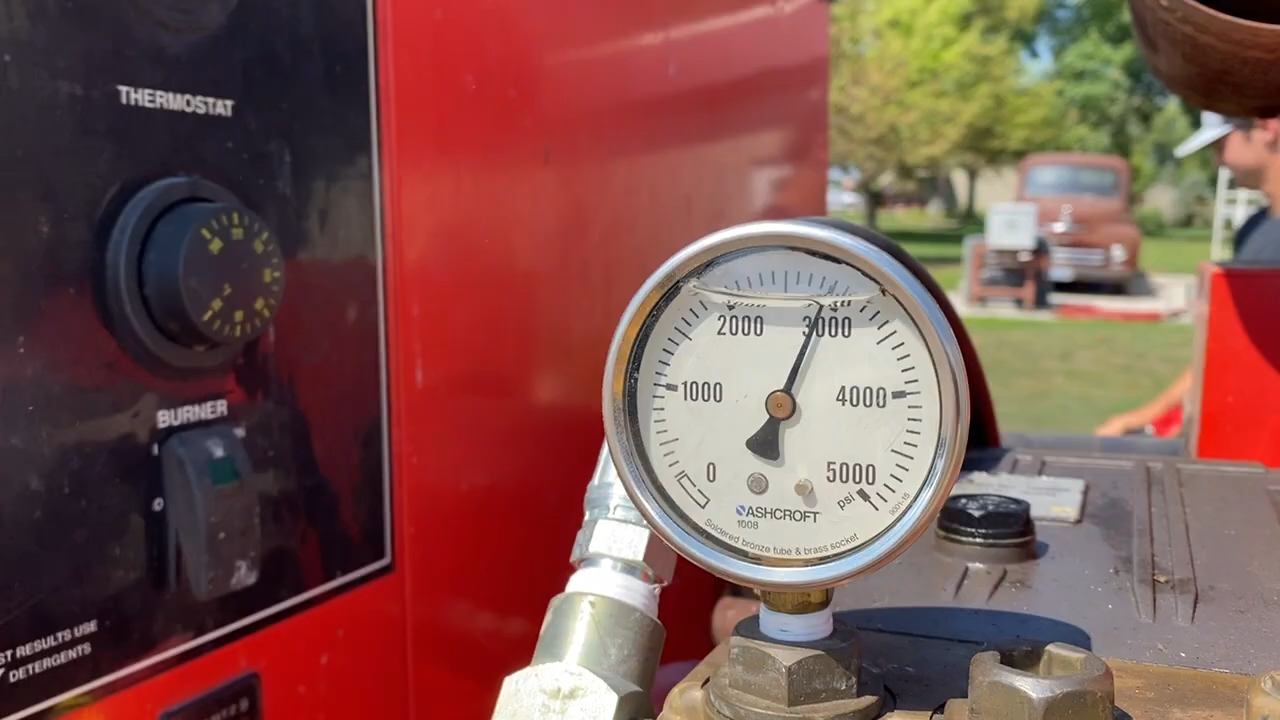 THERMOSTAT
BURNER
ST RESULTS USE
DETERGENTS
2000
3000
1000
4000
0
5000
psi
ASHCROFT
1008
Soldered bronze tube & brass socket